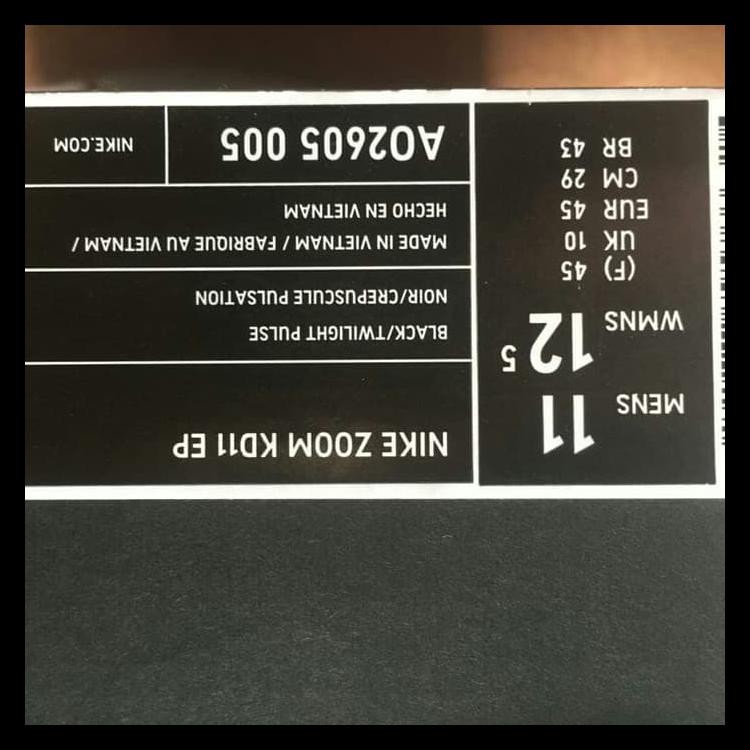 MENS 11
WMNS 12 5
(F) 45
UK 10
EUR 45
CM 29
BR 43
NIKE ZOOM KD11 EP
BLACK/TWILIGHT PULSE
NOIR/CREPUSCULE PULSATION
MADE IN VIETNAM / FABRIQUE AU VIETNAM /
HECHO EN VIETNAM
AO2605 005
NIKE.COM